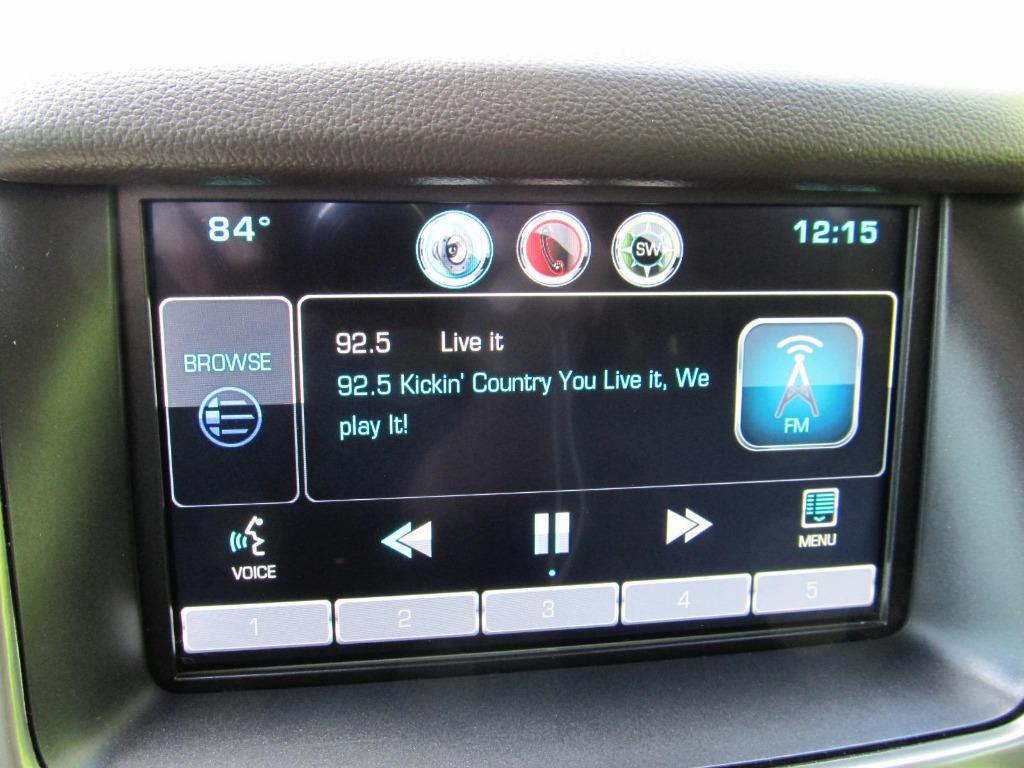 84°
SW
12:15
BROWSE
92.5 Live it
92.5 Kickin' Country You Live it, We
play It!
FM
VOICE
MENU
1 2 3 4 5